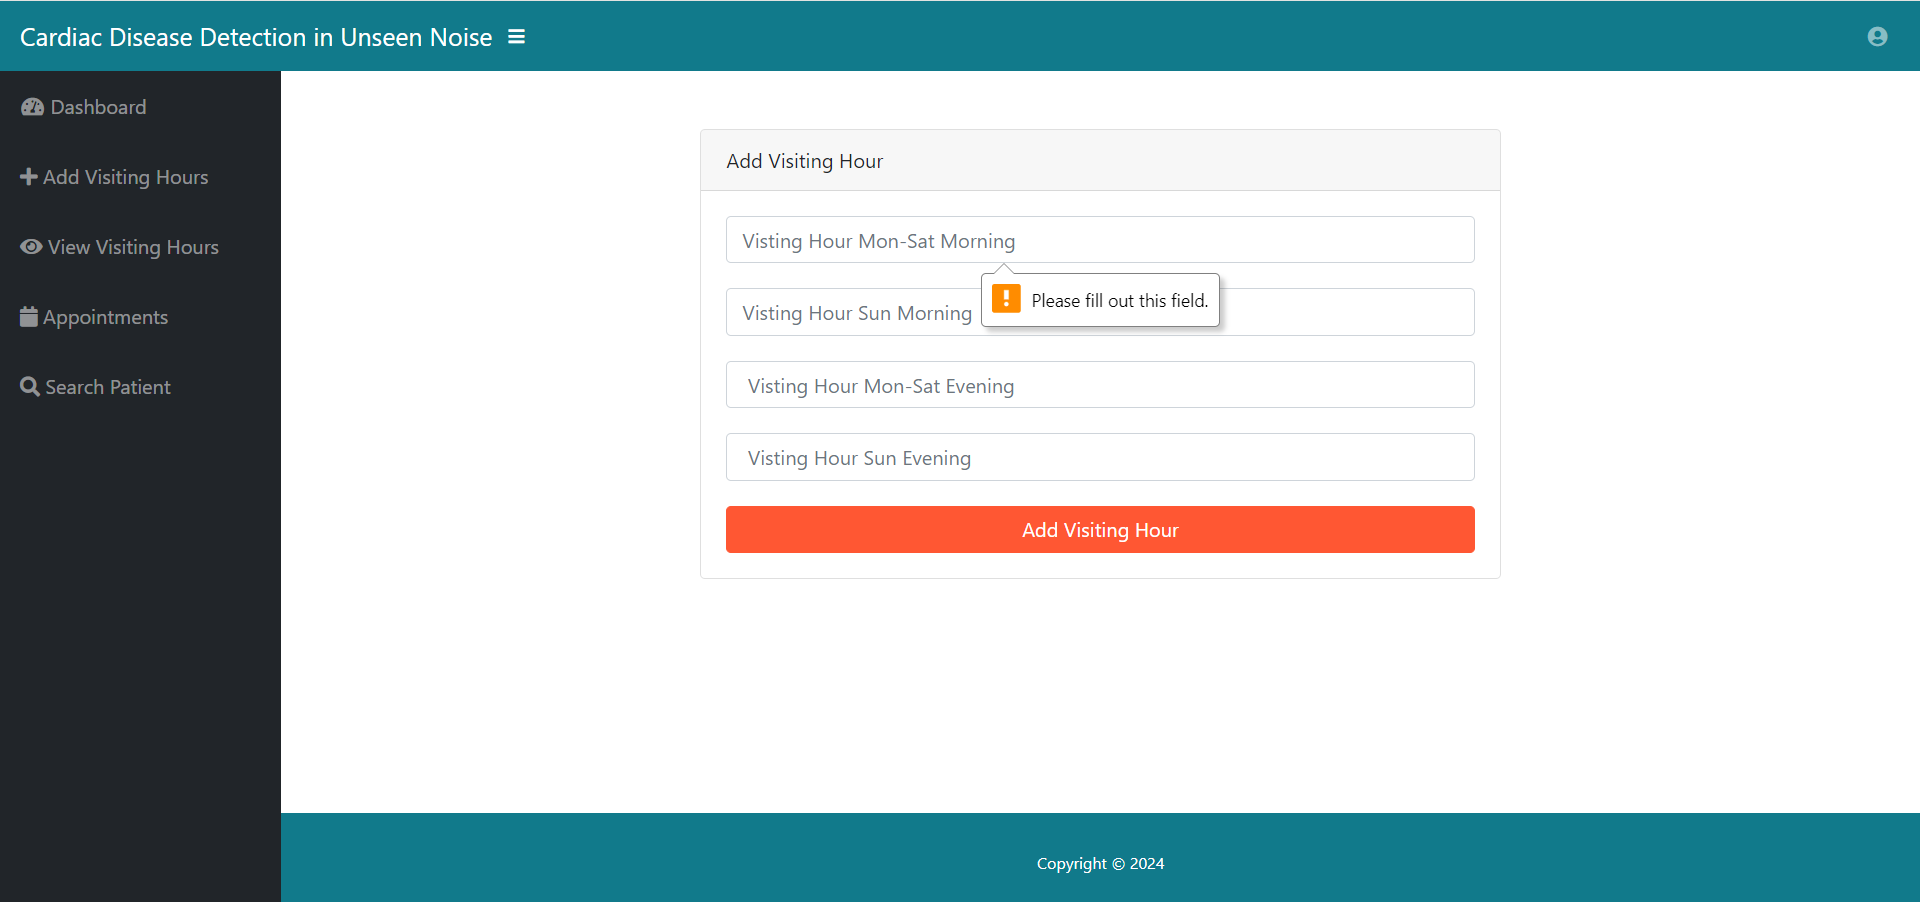 Cardiac Disease Detection in Unseen Noise
Dashboard
Add Visiting Hours
View Visiting Hours
Appointments
Search Patient
Add Visiting Hour
Visting Hour Mon-Sat Morning
Please fill out this field.
Visting Hour Sun Morning
Visting Hour Mon-Sat Evening
Visting Hour Sun Evening
Add Visiting Hour
Copyright © 2024